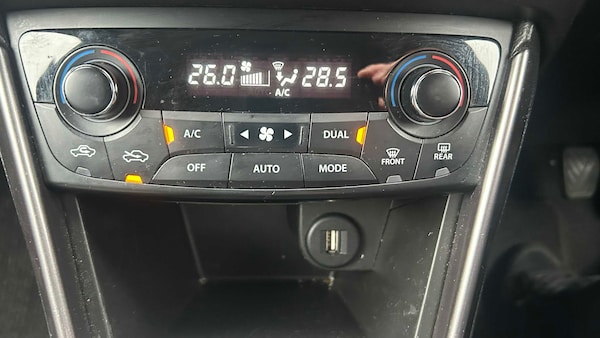 26.0 28.5
A/C
A/C DUAL
FRONT REAR
OFF AUTO MODE